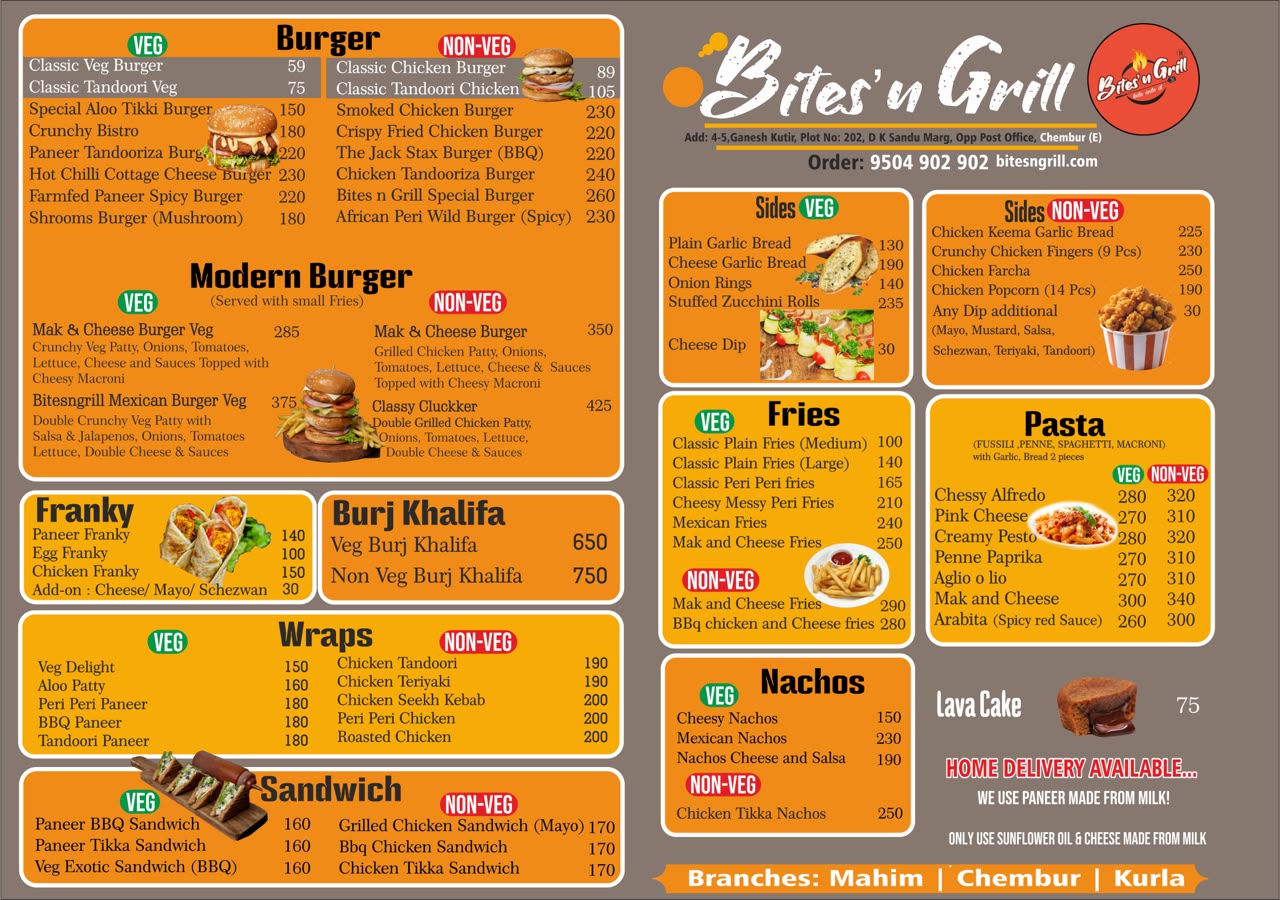 Burger
VEG
NON-VEG
Classic Veg Burger 59
Classic Tandoori Veg 75
Special Aloo Tikki Burger 150
Crunchy Bistro 180
Paneer Tandooriza Burg 220
Hot Chilli Cottage Cheese Burger 230
Farmfed Paneer Spicy Burger 220
Shrooms Burger (Mushroom) 180
Classic Chicken Burger 89
Classic Tandoori Chicken 105
Smoked Chicken Burger 230
Crispy Fried Chicken Burger 220
The Jack Stax Burger (BBQ) 220
Chicken Tandooriza Burger 240
Bites n Grill Special Burger 260
African Peri Wild Burger (Spicy) 230
Modern Burger
(Served with small Fries)
VEG
NON-VEG
Mak & Cheese Burger Veg 285
Crunchy Veg Patty, Onions, Tomatoes,
Lettuce, Cheese and Sauces Topped with
Cheesy Macroni
Bitesngrill Mexican Burger Veg 375
Double Crunchy Veg Patty with
Salsa & Jalapenos, Onions, Tomatoes
Lettuce, Double Cheese & Sauces
Mak & Cheese Burger 350
Grilled Chicken Patty, Onions,
Tomatoes, Lettuce, Cheese & Sauces
Topped with Cheesy Macroni
Classy Cluckker 425
Double Grilled Chicken Patty,
Onions, Tomatoes, Lettuce,
Double Cheese & Sauces
Franky
Paneer Franky 140
Egg Franky 100
Chicken Franky 150
Add-on : Cheese/ Mayo/ Schezwan 30
Burj Khalifa
Veg Burj Khalifa 650
Non Veg Burj Khalifa 750
Wraps
VEG
NON-VEG
Veg Delight 150
Aloo Patty 160
Peri Peri Paneer 180
BBQ Paneer 180
Tandoori Paneer 180
Chicken Tandoori 190
Chicken Teriyaki 190
Chicken Seekh Kebab 200
Peri Peri Chicken 200
Roasted Chicken 200
Sandwich
VEG
NON-VEG
Paneer BBQ Sandwich 160
Paneer Tikka Sandwich 160
Veg Exotic Sandwich (BBQ) 160
Grilled Chicken Sandwich (Mayo) 170
Bbq Chicken Sandwich 170
Chicken Tikka Sandwich 170
Bites'n Grill
Bites'n Grill
Add: 4-5,Ganesh Kutir, Plot No: 202, D K Sandu Marg, Opp Post Office, Chembur (E)
Order: 9504 902 902 bitesngrill.com
Sides VEG
Plain Garlic Bread 130
Cheese Garlic Bread 190
Onion Rings 140
Stuffed Zucchini Rolls 235
Cheese Dip 30
Sides NON-VEG
Chicken Keema Garlic Bread 225
Crunchy Chicken Fingers (9 Pcs) 230
Chicken Farcha 250
Chicken Popcorn (14 Pcs) 190
Any Dip additional 30
(Mayo, Mustard, Salsa,
Schezwan, Teriyaki, Tandoori)
Fries
VEG
Classic Plain Fries (Medium) 100
Classic Plain Fries (Large) 140
Classic Peri Peri fries 165
Cheesy Messy Peri Fries 210
Mexican Fries 240
Mak and Cheese Fries 250
NON-VEG
Mak and Cheese Fries 290
BBq chicken and Cheese fries 280
Pasta
(FUSSILI ,PENNE, SPAGHETTI, MACRONI)
with Garlic, Bread 2 pieces
VEG NON-VEG
Chessy Alfredo 280 320
Pink Cheese 270 310
Creamy Pesto 280 320
Penne Paprika 270 310
Aglio o lio 270 310
Mak and Cheese 300 340
Arabita (Spicy red Sauce) 260 300
Nachos
VEG
Cheesy Nachos 150
Mexican Nachos 230
Nachos Cheese and Salsa 190
NON-VEG
Chicken Tikka Nachos 250
Lava Cake 75
HOME DELIVERY AVAILABLE...
WE USE PANEER MADE FROM MILK!
ONLY USE SUNFLOWER OIL & CHEESE MADE FROM MILK
Branches: Mahim | Chembur | Kurla